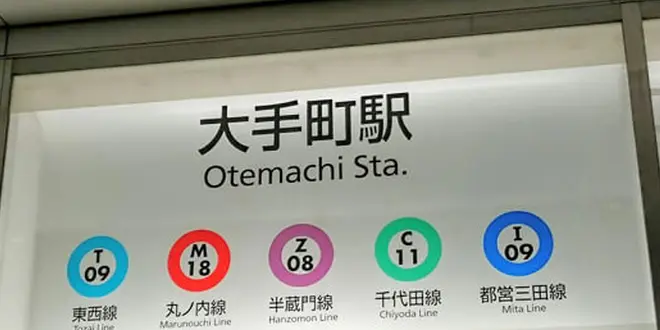 大手町駅
Otemachi Sta.
T 09
M 18
Z 08
C 11
I 09
東西線
丸ノ内線
半蔵門線
千代田線
都営三田線
Tozai Line
Marunouchi Line
Hanzomon Line
Chiyoda Line
Mita Line